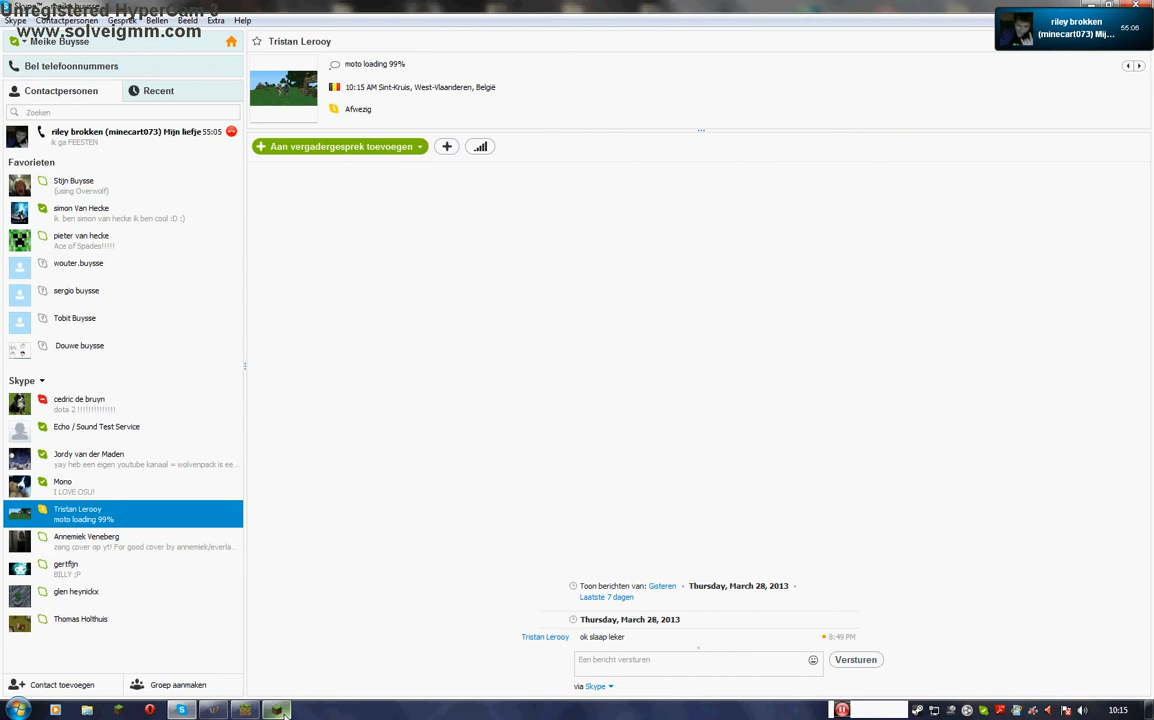 Skype™ - meike buysse
Unregistered HyperCam 3
Skype Contactpersonen Gesprek Bellen Beeld Extra Help
www.solveigmm.com
Meike Buysse
Tristan Lerooy
riley brokken
(minecart073) Mij...
55:06
Bel telefoonnummers
moto loading 99%
10:15 AM Sint-Kruis, West-Vlaanderen, België
Afwezig
Contactpersonen
Recent
Zoeken
riley brokken (minecart073) Mijn liefje 55:05
ik ga FEESTEN
Aan vergadergesprek toevoegen
Favorieten
Stijn Buysse
(using Overwolf)
simon Van Hecke
ik ben simon van hecke ik ben cool :D :)
pieter van hecke
Ace of Spades!!!!!
wouter.buysse
sergio buysse
Tobit Buysse
Douwe buysse
Skype
cedric de bruyn
dota 2 !!!!!!!!!!!!!!
Echo / Sound Test Service
Jordy van der Maden
yay heb een eigen youtube kanaal = wolvenpack is ee...
Mono
I LOVE OSU!
Tristan Lerooy
moto loading 99%
Annemiek Veneberg
zang cover op yt! For good cover by annemiek/everla...
gertfijn
BILLY ;P
glen heynickx
Thomas Holthuis
Toon berichten van: Gisteren • Thursday, March 28, 2013 •
Laatste 7 dagen
Thursday, March 28, 2013
Tristan Lerooy ok slaap leker 8:49 PM
Een bericht versturen
Versturen
via Skype
Contact toevoegen
Groep aanmaken
10:15